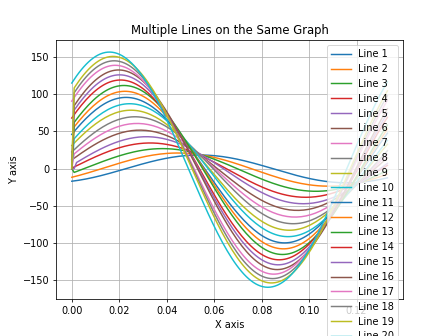 Multiple Lines on the Same Graph
Y axis
150
100
50
0
−50
−100
−150
0.00
0.02
0.04
0.06
0.08
0.10
X axis
Line 1
Line 2
Line 3
Line 4
Line 5
Line 6
Line 7
Line 8
Line 9
Line 10
Line 11
Line 12
Line 13
Line 14
Line 15
Line 16
Line 17
Line 18
Line 19
Line 20